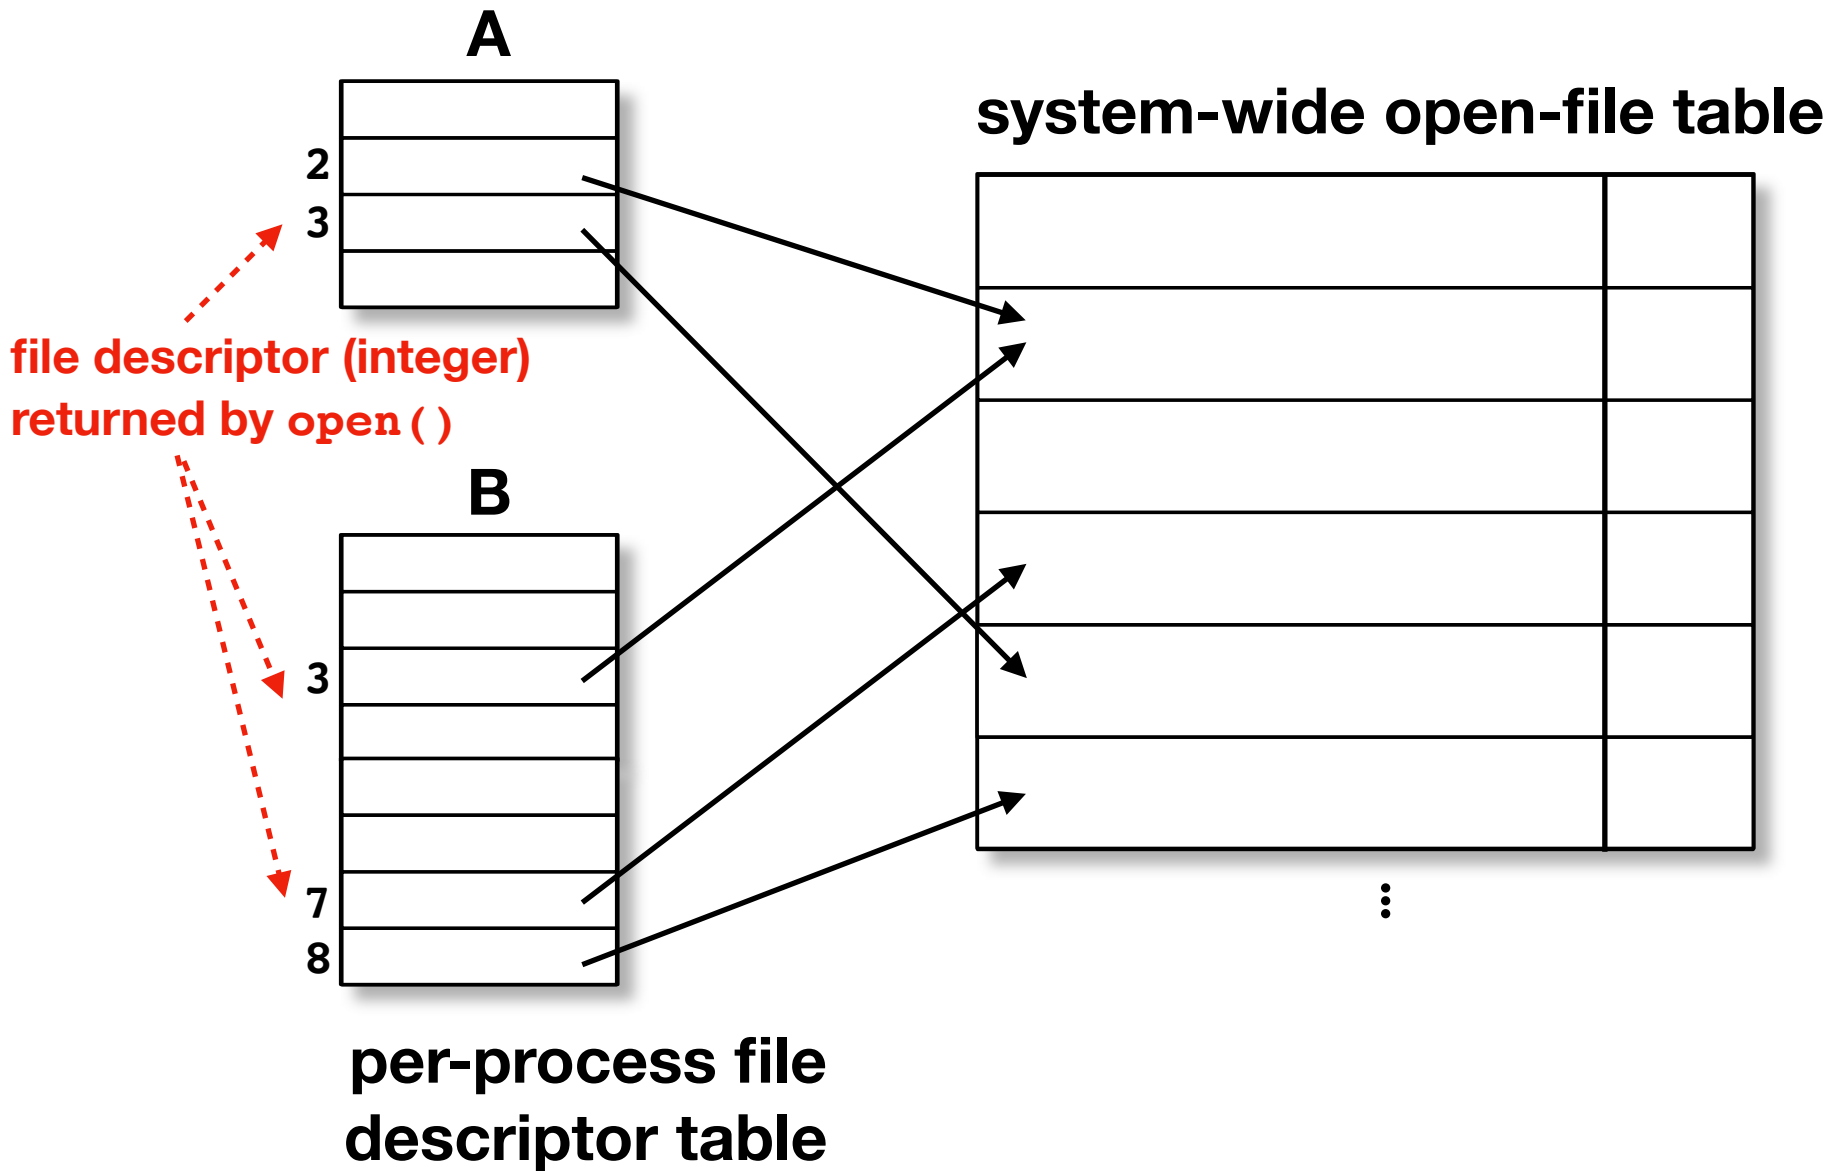 A
system-wide open-file table
2
3
file descriptor (integer)
returned by open()
B
3
7
8
per-process file
descriptor table